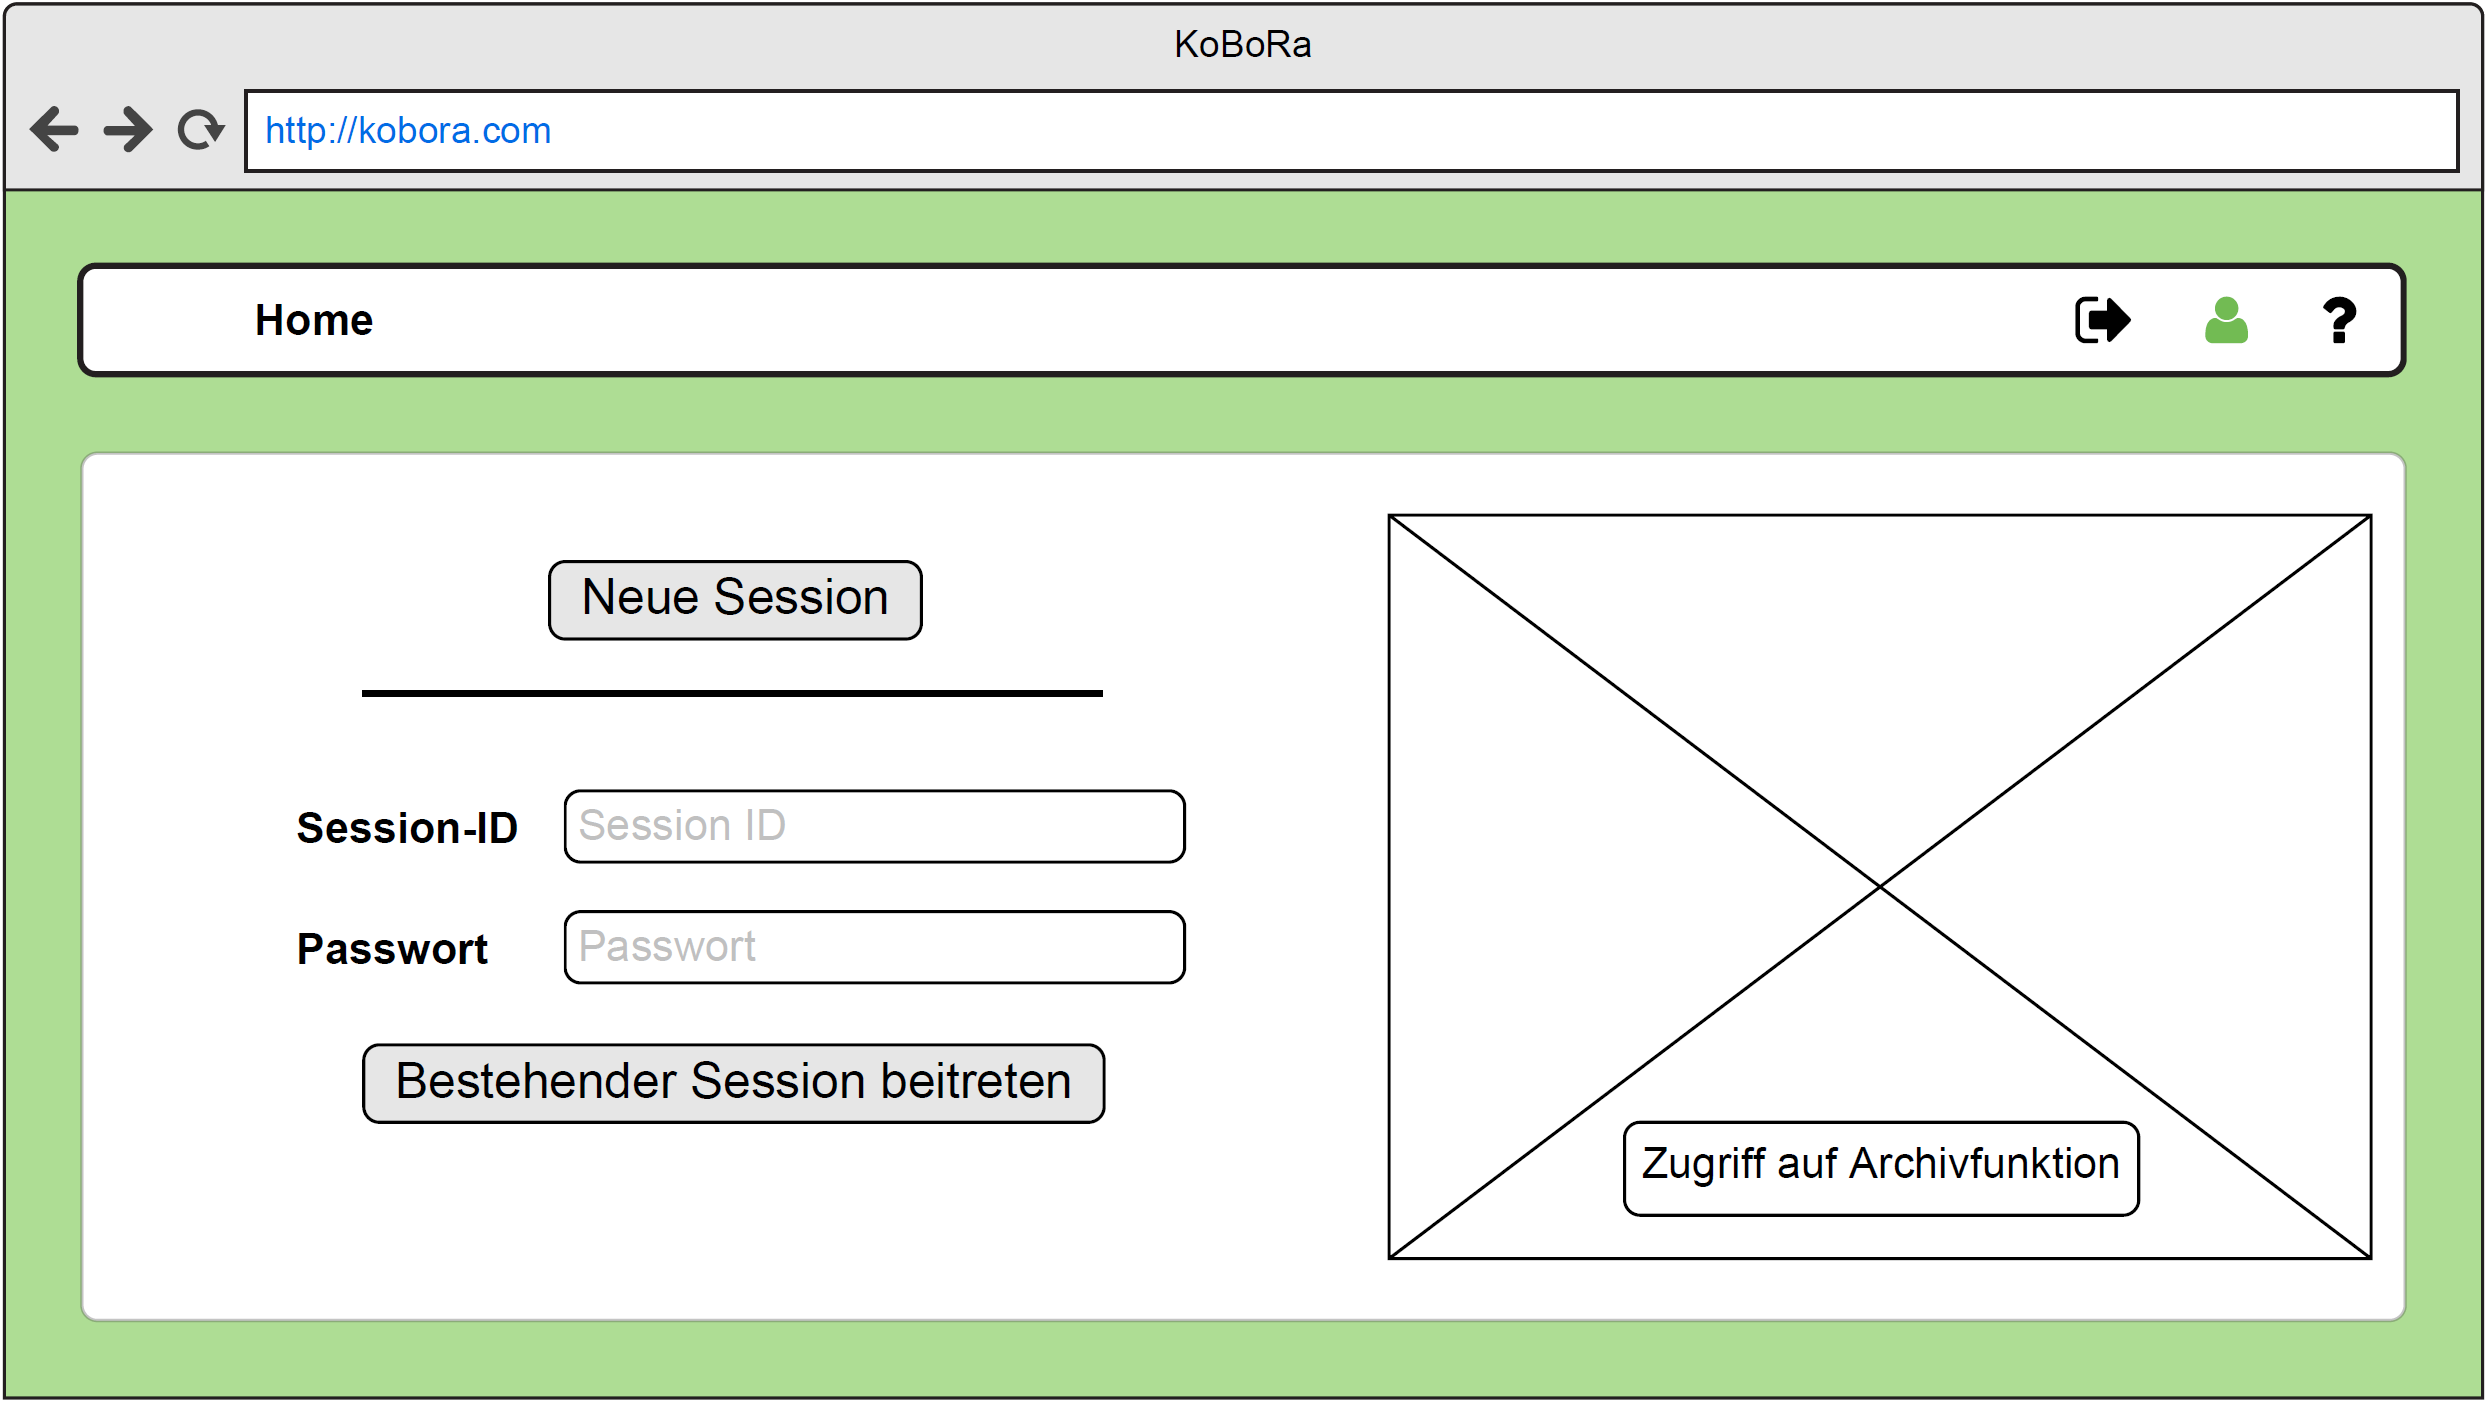 KoBoRa
http://kobora.com
Home
?
Neue Session
Session-ID
Session ID
Passwort
Passwort
Bestehender Session beitreten
Zugriff auf Archivfunktion